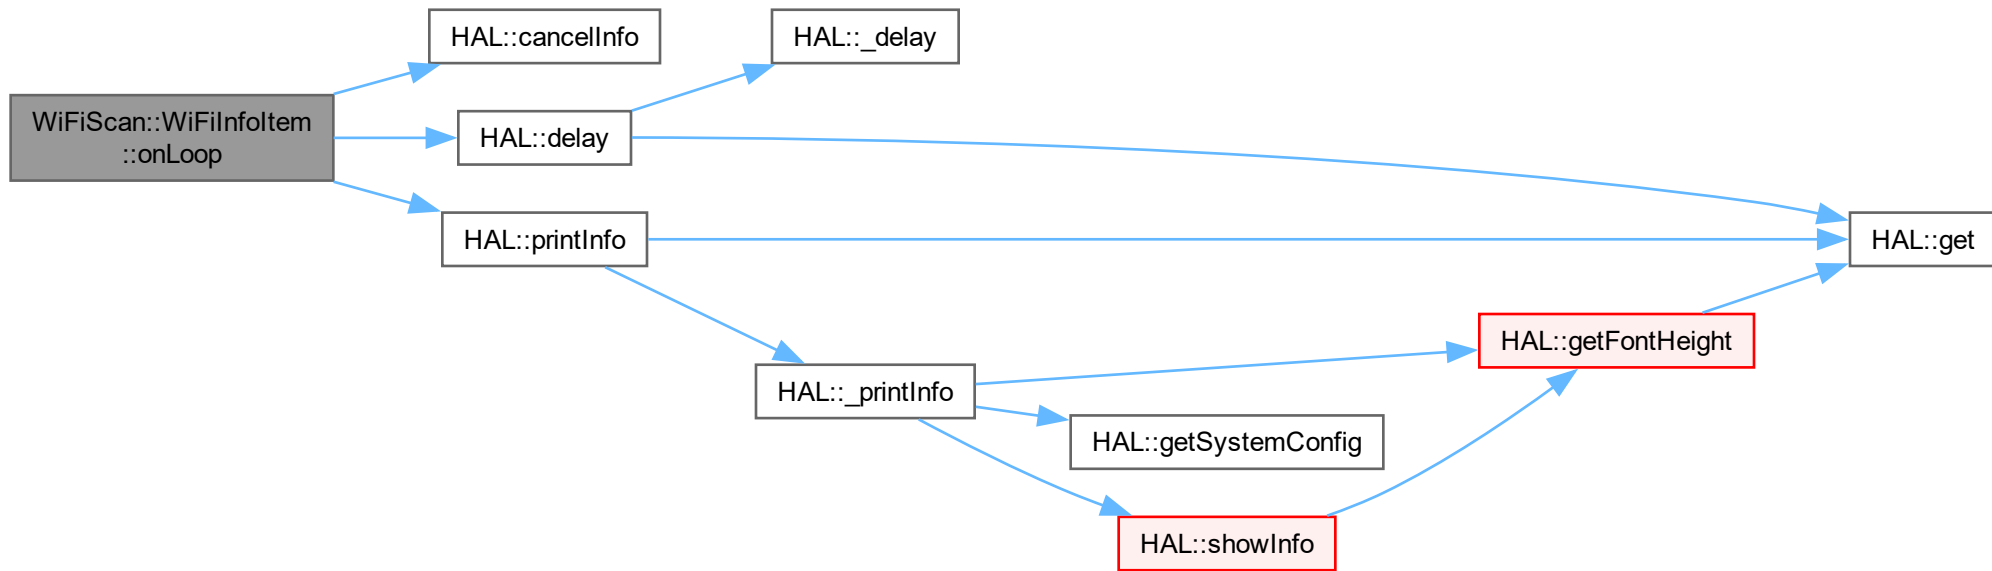 HAL::cancelInfo
HAL::_delay
WiFiScan::WiFiInfoItem
::onLoop
HAL::delay
HAL::printInfo
HAL::get
HAL::getFontHeight
HAL::_printInfo
HAL::getSystemConfig
HAL::showInfo